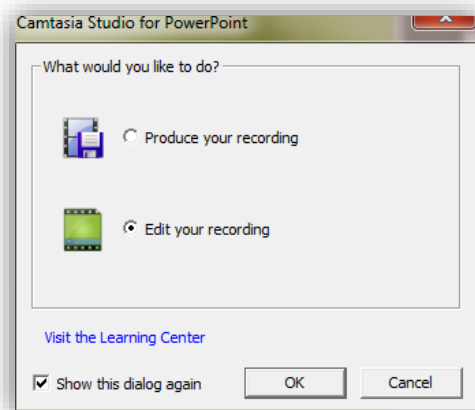 Camtasia Studio for PowerPoint
What would you like to do?
Produce your recording
Edit your recording
Visit the Learning Center
Show this dialog again
OK
Cancel